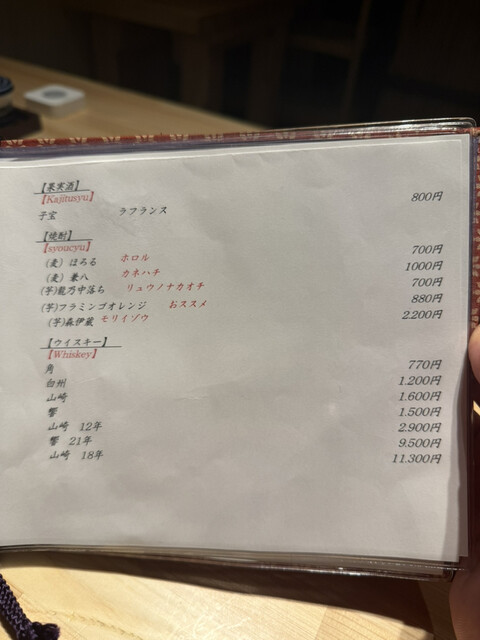 【果実酒】
【Kajitusyu】
子宝 ラフランス 800円
【焼酎】
【syoucyu】
(麦) ほろる ホロル 700円
(麦) 兼八 カネハチ 1000円
(芋)龍乃中落ち リュウノナカオチ 700円
(芋)フラミンゴオレンジ おススメ 880円
(芋)森伊蔵 モリイゾウ 2.200円
【ウイスキー】
【Whiskey】
角 770円
白州 1.200円
山崎 1.600円
響 1.500円
山崎 12年 2.900円
響 21年 9.500円
山崎 18年 11.300円